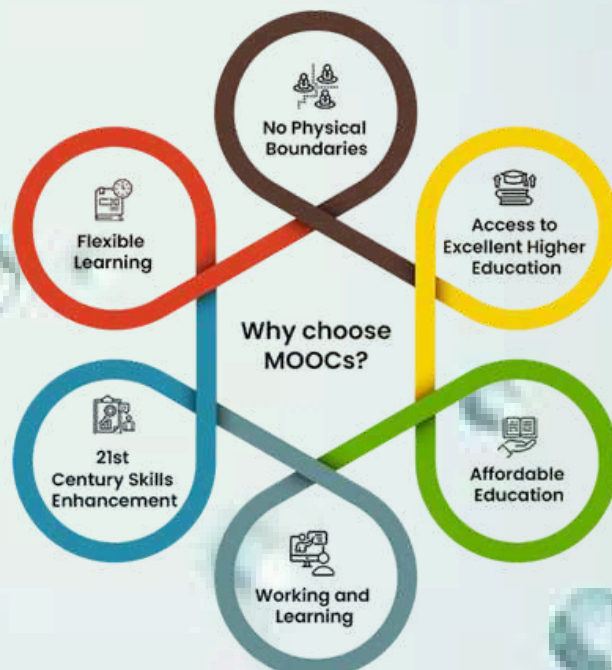 No Physical
Boundaries
Flexible
Learning
Access to
Excellent Higher
Education
Why choose
MOOCs?
21st
Century Skills
Enhancement
Affordable
Education
Working and
Learning